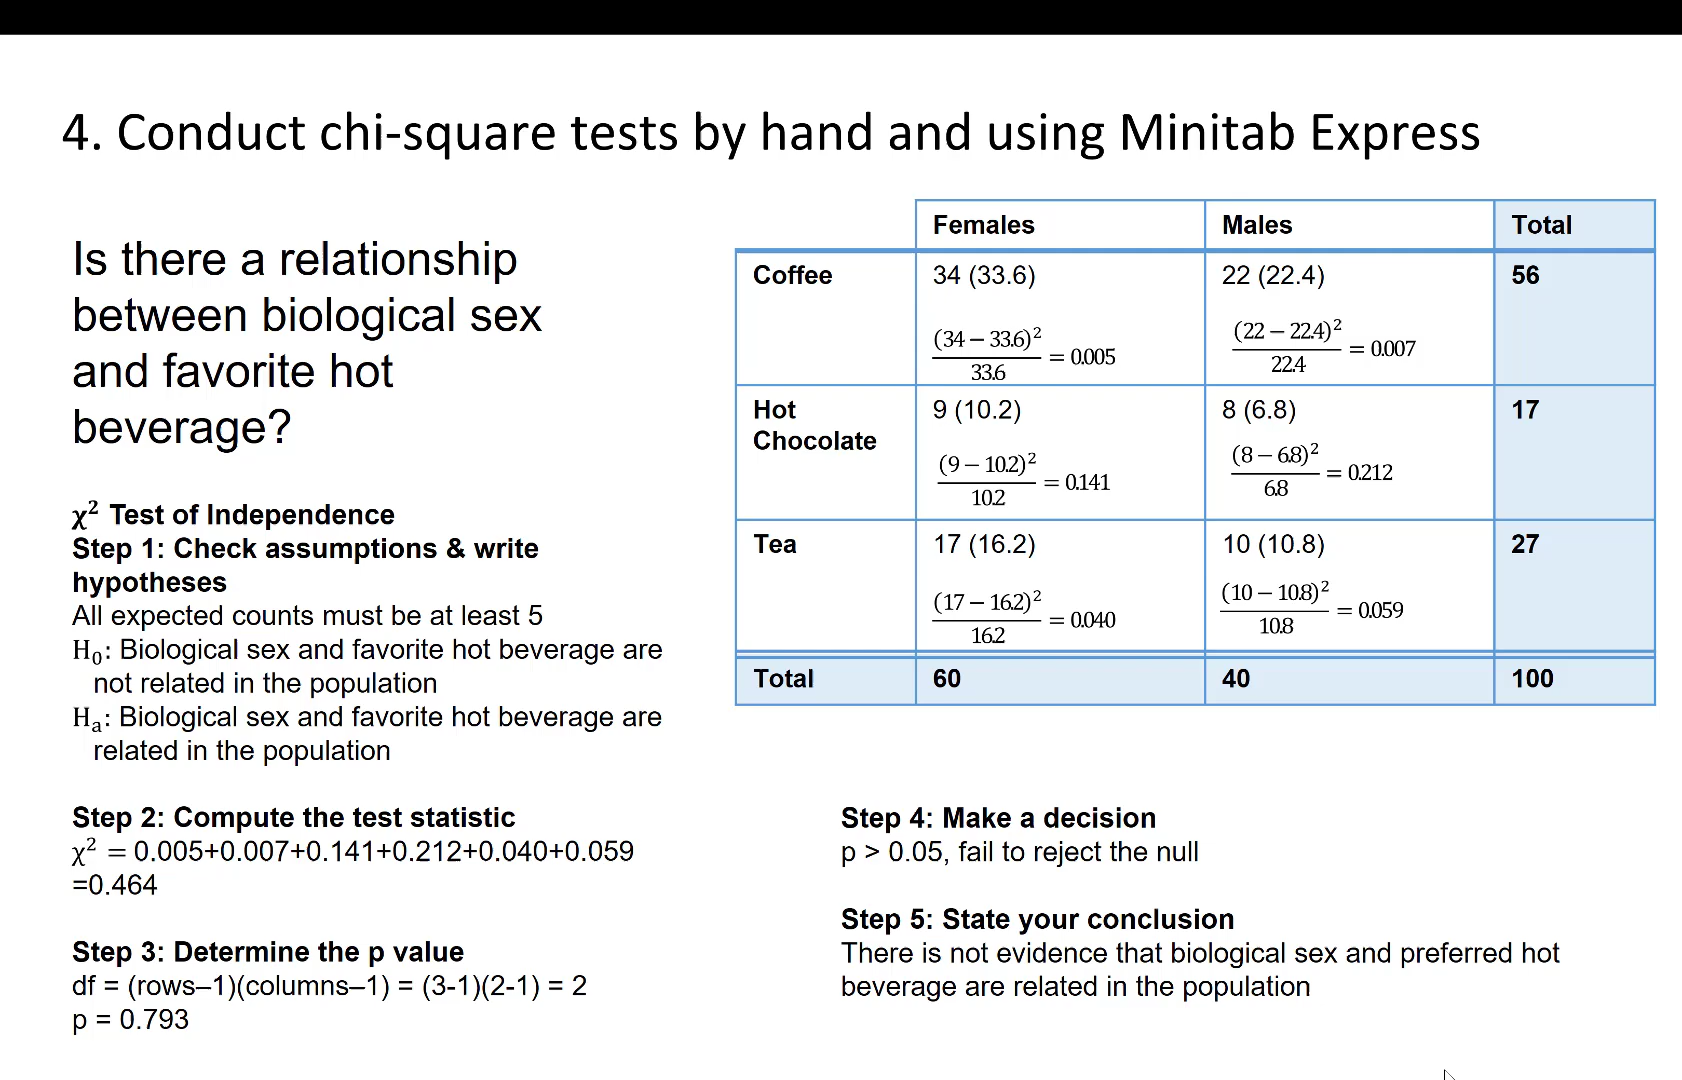 4. Conduct chi-square tests by hand and using Minitab Express
Is there a relationship
between biological sex
and favorite hot
beverage?
χ² Test of Independence
Step 1: Check assumptions & write
hypotheses
All expected counts must be at least 5
H₀: Biological sex and favorite hot beverage are
not related in the population
Hₐ: Biological sex and favorite hot beverage are
related in the population
Step 2: Compute the test statistic
χ² = 0.005+0.007+0.141+0.212+0.040+0.059
=0.464
Step 3: Determine the p value
df = (rows–1)(columns–1) = (3-1)(2-1) = 2
p = 0.793
Females Males Total
Coffee 34 (33.6) 22 (22.4) 56
(34 − 33.6)² / 33.6 = 0.005 (22 − 22.4)² / 22.4 = 0.007
Hot 9 (10.2) 8 (6.8) 17
Chocolate
(9 − 10.2)² / 10.2 = 0.141 (8 − 6.8)² / 6.8 = 0.212
Tea 17 (16.2) 10 (10.8) 27
(17 − 16.2)² / 16.2 = 0.040 (10 − 10.8)² / 10.8 = 0.059
Total 60 40 100
Step 4: Make a decision
p > 0.05, fail to reject the null
Step 5: State your conclusion
There is not evidence that biological sex and preferred hot
beverage are related in the population